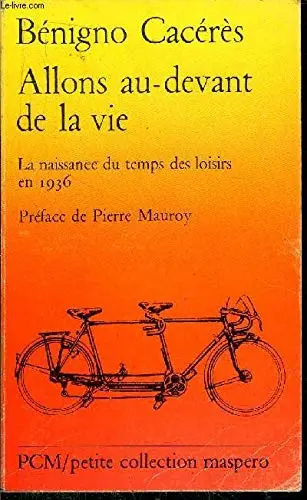 Le-livre.com
Bénigno Cacérès
Allons au-devant
de la vie
La naissance du temps des loisirs
en 1936
Préface de Pierre Mauroy
PCM/petite collection maspero